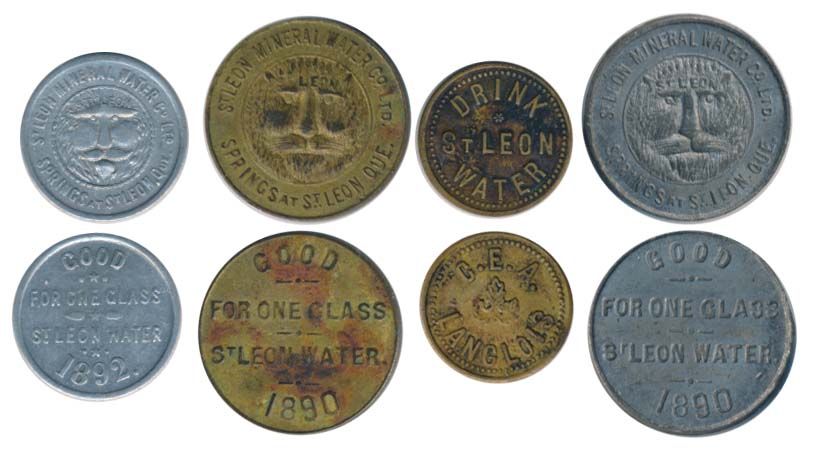 ST LEON MINERAL WATER Co LTD.
SPRINGS AT ST LEON QUE.
ST LEON MINERAL WATER Co LTD.
ST LEON
SPRINGS AT ST LEON QUE.
DRINK
ST LEON
WATER
ST LEON MINERAL WATER Co LTD.
ST LEON
SPRINGS AT ST LEON QUE.
GOOD
FOR ONE GLASS
ST LEON WATER
1892.
GOOD
FOR ONE GLASS
ST LEON WATER.
1890
C. E. A.
LANGLOIS
GOOD
FOR ONE GLASS
ST LEON WATER.
1890